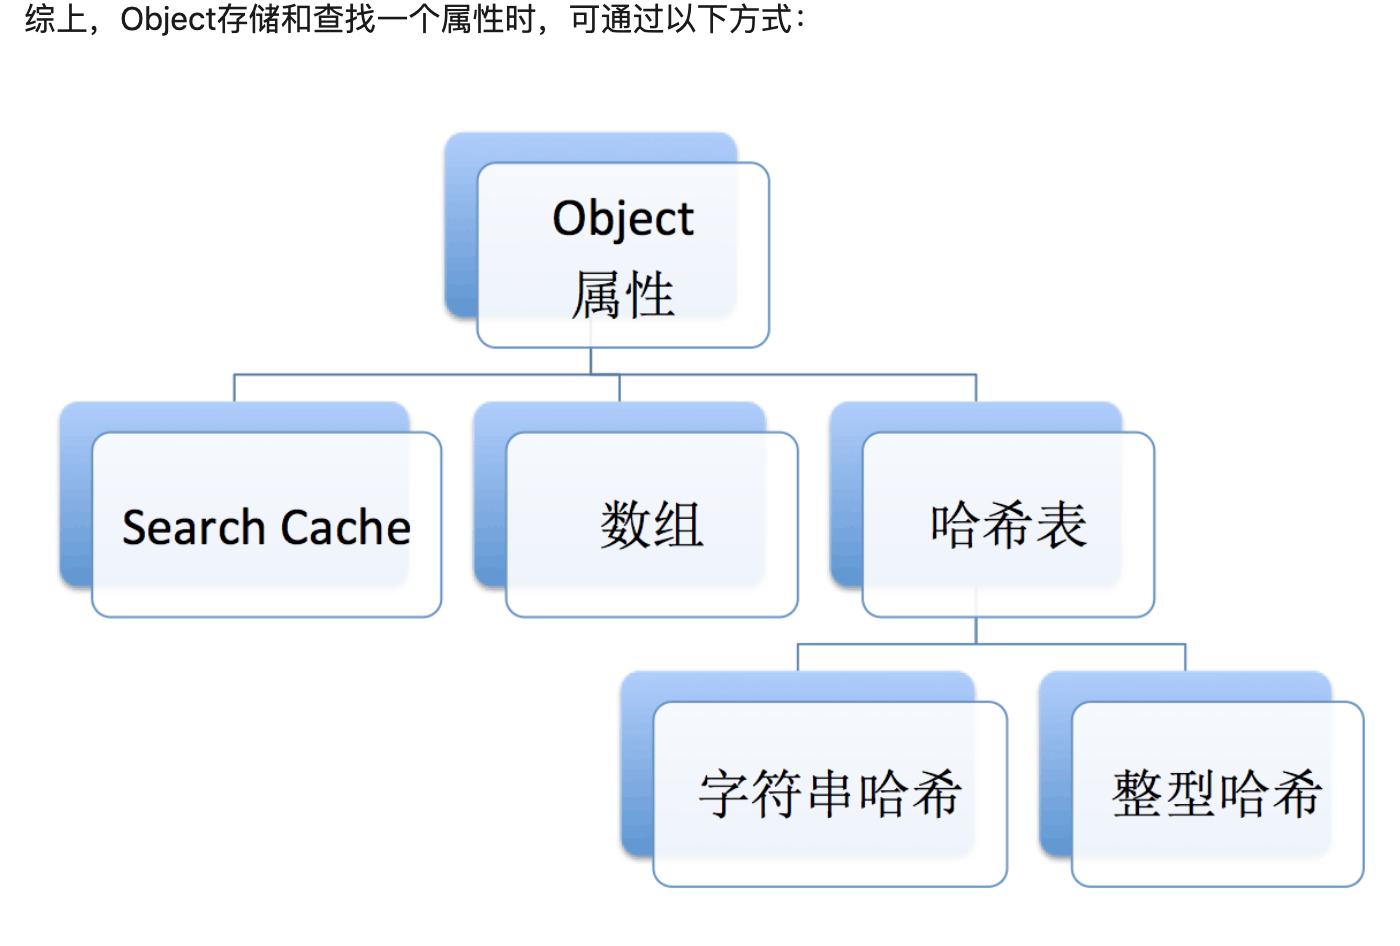 综上，Object存储和查找一个属性时，可通过以下方式：
Object
属性
Search Cache
数组
哈希表
字符串哈希
整型哈希